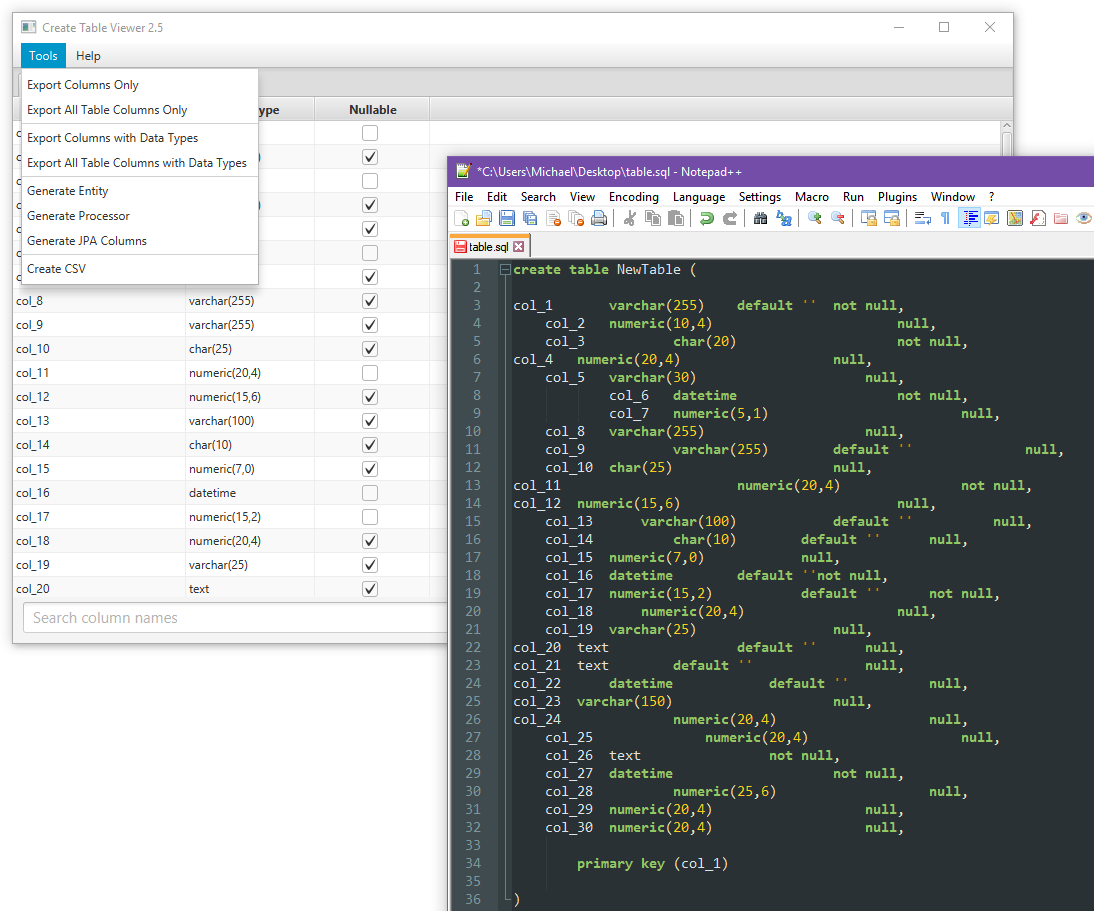 Create Table Viewer 2.5
Tools Help
Export Columns Only
Export All Table Columns Only
Export Columns with Data Types
Export All Table Columns with Data Types
Generate Entity
Generate Processor
Generate JPA Columns
Create CSV
Nullable
col_8 varchar(255)
col_9 varchar(255)
col_10 char(25)
col_11 numeric(20,4)
col_12 numeric(15,6)
col_13 varchar(100)
col_14 char(10)
col_15 numeric(7,0)
col_16 datetime
col_17 numeric(15,2)
col_18 numeric(20,4)
col_19 varchar(25)
col_20 text
Search column names
*C:\Users\Michael\Desktop\table.sql - Notepad++
File Edit Search View Encoding Language Settings Macro Run Plugins Window ?
table.sql
1 create table NewTable (
2
3 col_1 varchar(255) default '' not null,
4 col_2 numeric(10,4) null,
5 col_3 char(20) not null,
6 col_4 numeric(20,4) null,
7 col_5 varchar(30) null,
8 col_6 datetime not null,
9 col_7 numeric(5,1) null,
10 col_8 varchar(255) null,
11 col_9 varchar(255) default '' null,
12 col_10 char(25) null,
13 col_11 numeric(20,4) not null,
14 col_12 numeric(15,6) null,
15 col_13 varchar(100) default '' null,
16 col_14 char(10) default '' null,
17 col_15 numeric(7,0) null,
18 col_16 datetime default ''not null,
19 col_17 numeric(15,2) default '' not null,
20 col_18 numeric(20,4) null,
21 col_19 varchar(25) null,
22 col_20 text default '' null,
23 col_21 text default '' null,
24 col_22 datetime default '' null,
25 col_23 varchar(150) null,
26 col_24 numeric(20,4) null,
27 col_25 numeric(20,4) null,
28 col_26 text not null,
29 col_27 datetime not null,
30 col_28 numeric(25,6) null,
31 col_29 numeric(20,4) null,
32 col_30 numeric(20,4) null,
33
34 primary key (col_1)
35
36 )